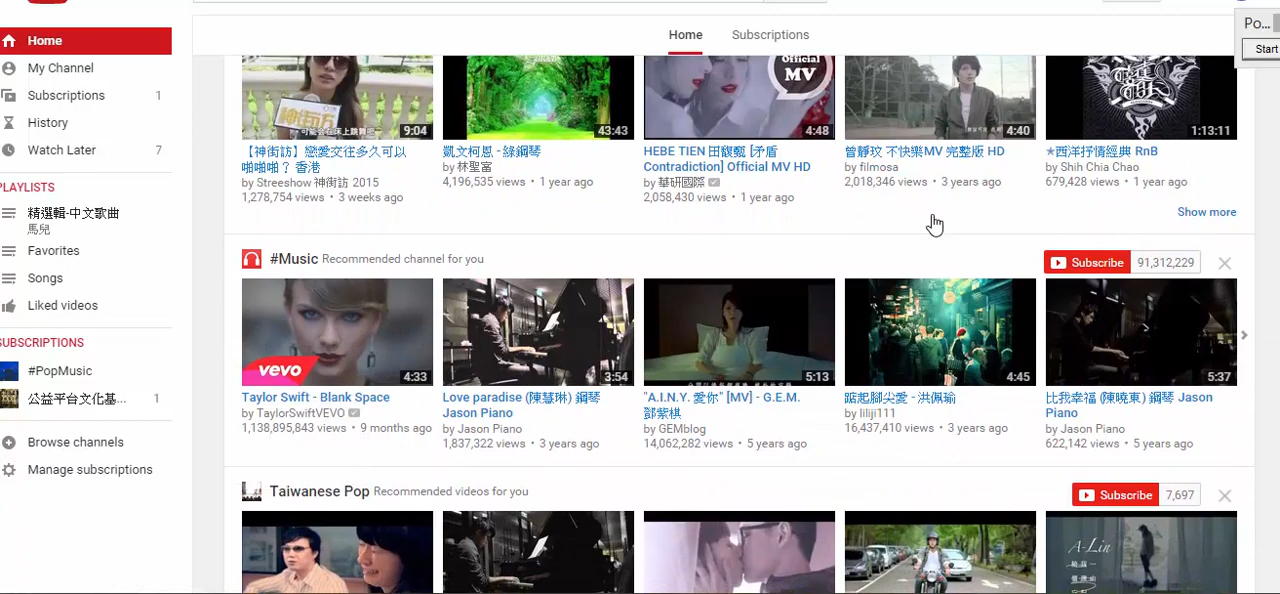 Home
Subscriptions
Po...
Start
Home
My Channel
Subscriptions 1
History
Watch Later 7
PLAYLISTS
精選輯-中文歌曲
馬兒
Favorites
Songs
Liked videos
SUBSCRIPTIONS
#PopMusic
公益平台文化基... 1
Browse channels
Manage subscriptions
神街访
可能会在床上跳舞吧
9:04
【神街訪】戀愛交往多久可以
啪啪啪？ 香港
by Streeshow 神街訪 2015
1,278,754 views • 3 weeks ago
43:43
凱文柯恩 - 綠鋼琴
by 林聖富
4,196,535 views • 1 year ago
Official
MV
4:48
HEBE TIEN 田馥甄 [矛盾
Contradiction] Official MV HD
by 華研國際
2,058,430 views • 1 year ago
4:40
曾靜玟 不快樂MV 完整版 HD
by filmosa
2,018,346 views • 3 years ago
1:13:11
★西洋抒情經典 RnB
by Shih Chia Chao
679,428 views • 1 year ago
Show more
#Music Recommended channel for you
Subscribe 91,312,229
vevo
4:33
Taylor Swift - Blank Space
by TaylorSwiftVEVO
1,138,895,843 views • 9 months ago
3:54
Love paradise (陳慧琳) 鋼琴
Jason Piano
by Jason Piano
1,837,322 views • 3 years ago
5:13
"A.I.N.Y. 愛你" [MV] - G.E.M.
鄧紫棋
by GEMblog
14,062,282 views • 5 years ago
4:45
踮起腳尖愛 - 洪佩瑜
by liliji111
16,437,410 views • 3 years ago
5:37
比我幸福 (陳曉東) 鋼琴 Jason
Piano
by Jason Piano
622,142 views • 5 years ago
Taiwanese Pop Recommended videos for you
Subscribe 7,697
A-Lin